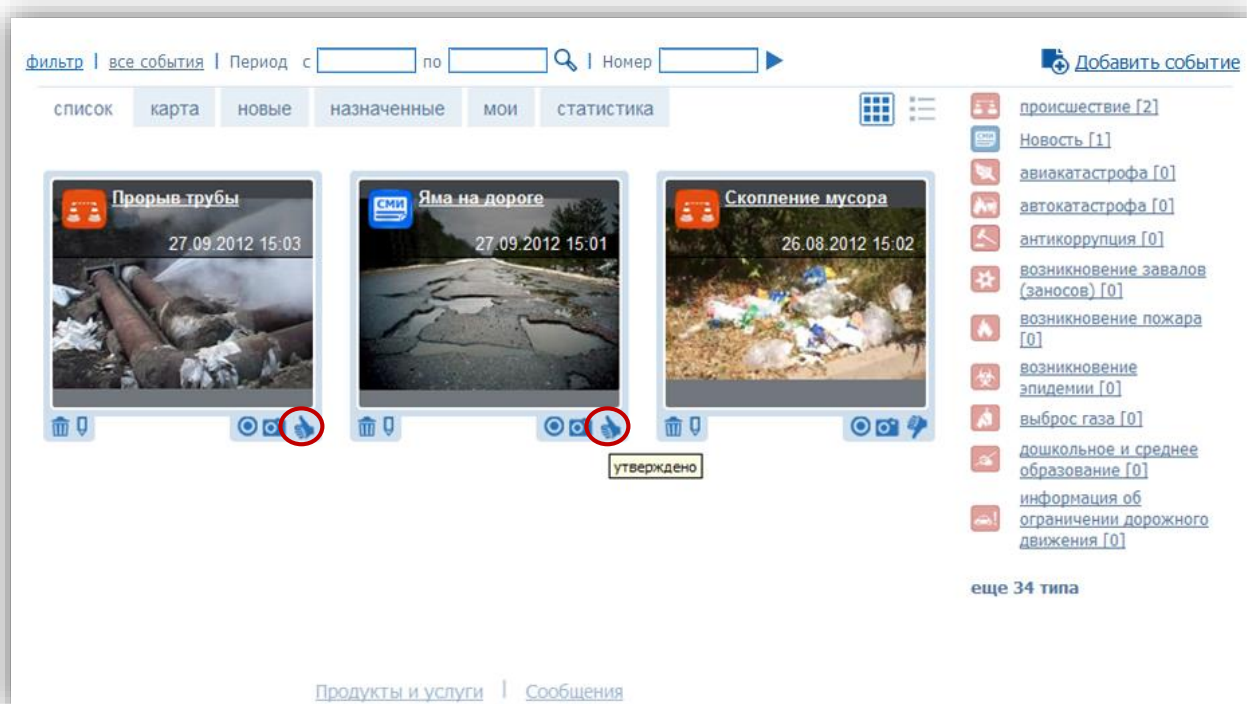 фильтр | все события | Период с по | Номер
Добавить событие
список карта новые назначенные мои статистика
Прорыв трубы
27.09.2012 15:03
СМИ
Яма на дороге
27.09.2012 15:01
Скопление мусора
26.08.2012 15:02
утверждено
происшествие [2]
СМИ
Новость [1]
авиакатастрофа [0]
автокатастрофа [0]
антикоррупция [0]
возникновение завалов
(заносов) [0]
возникновение пожара
[0]
возникновение
эпидемии [0]
выброс газа [0]
дошкольное и среднее
образование [0]
информация об
ограничении дорожного
движения [0]
еще 34 типа
Продукты и услуги | Сообщения